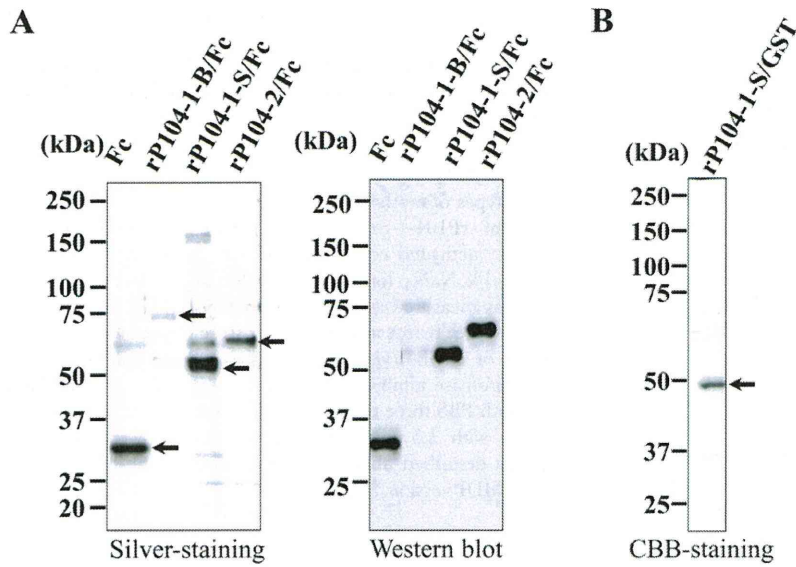 A
B
(kDa)
Fc
rP104-1-B/Fc
rP104-1-S/Fc
rP104-2/Fc
250
150
100
75
50
37
25
20
Silver-staining
(kDa)
Fc
rP104-1-B/Fc
rP104-1-S/Fc
rP104-2/Fc
250
150
100
75
50
37
25
Western blot
(kDa)
rP104-1-S/GST
250
150
100
75
50
37
25
CBB-staining